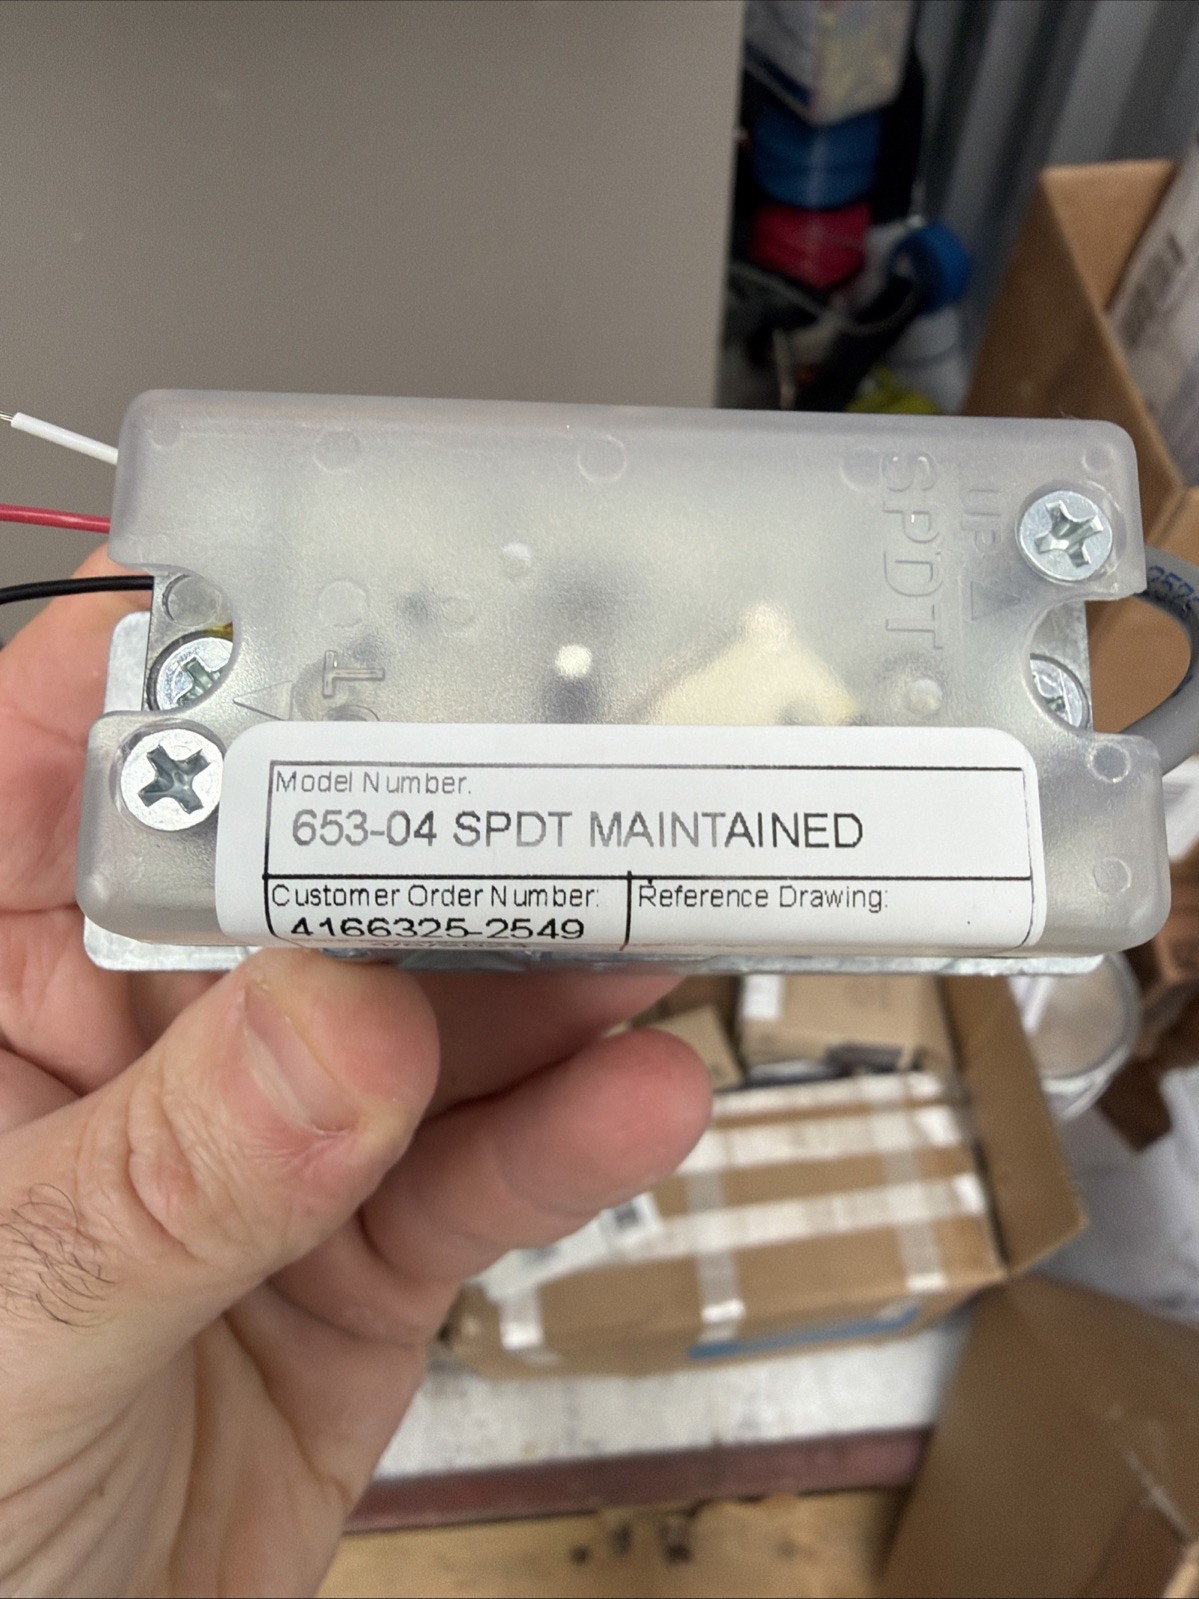 SPDT
UP
Model Number:
653-04 SPDT MAINTAINED
Customer Order Number:
Reference Drawing:
4166325-2549